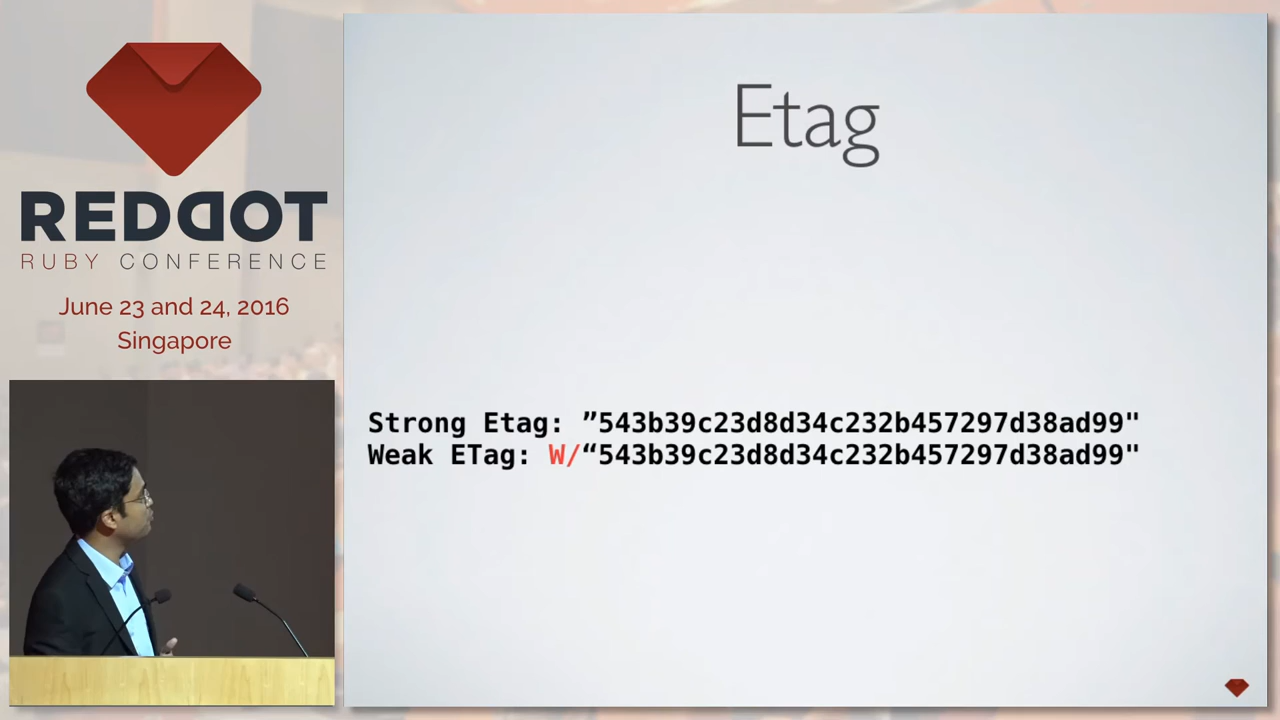 REDDOT
RUBY CONFERENCE
June 23 and 24, 2016
Singapore
Etag
Strong Etag: ”543b39c23d8d34c232b457297d38ad99"
Weak ETag: W/“543b39c23d8d34c232b457297d38ad99"